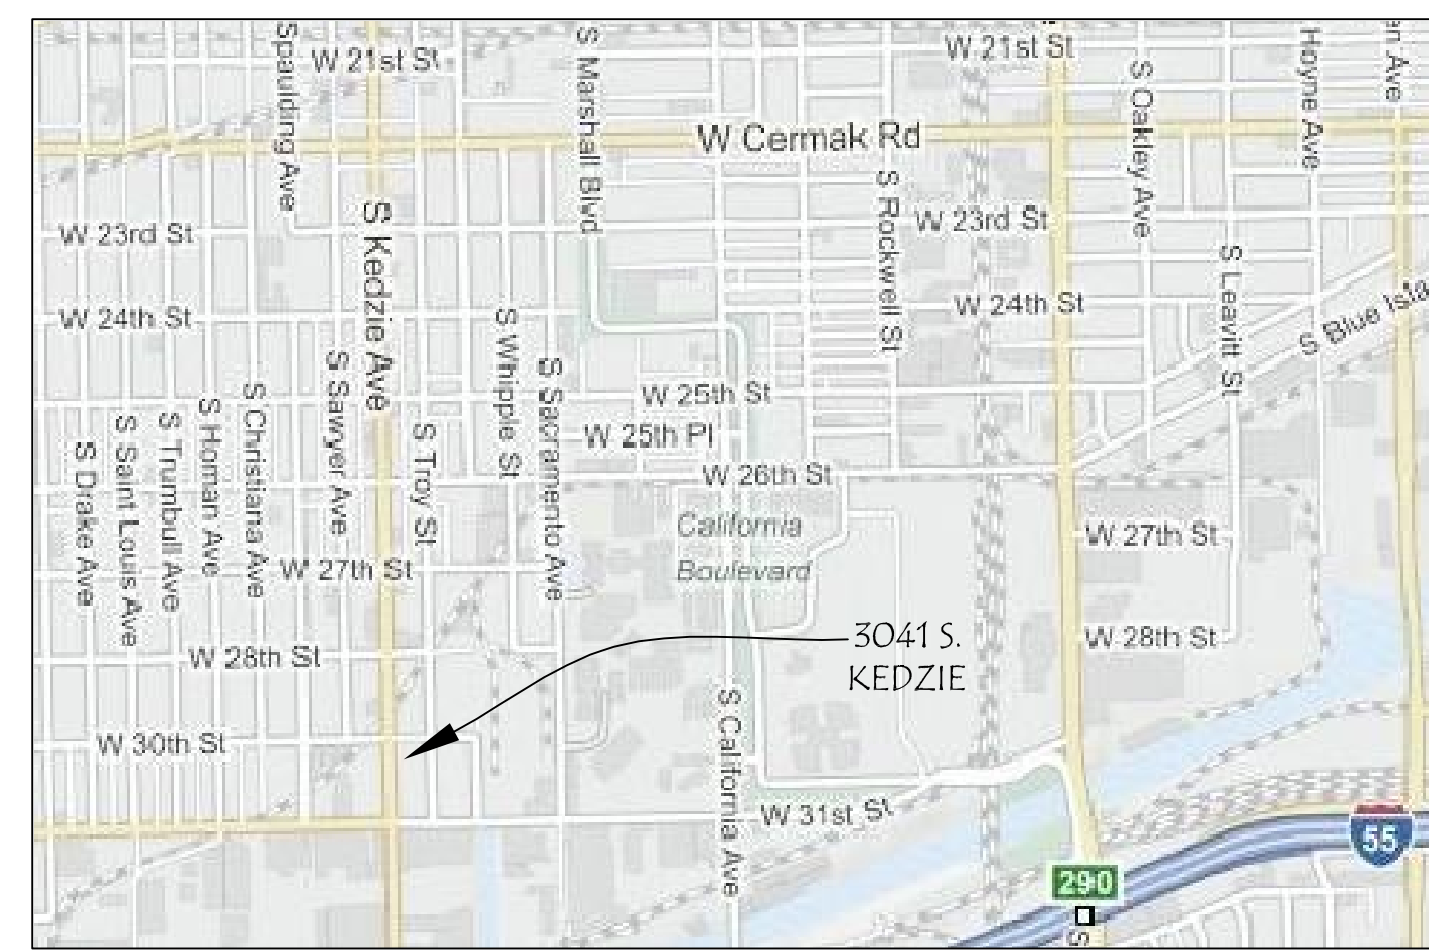 Spaulding Ave
W 21st St
S Marshall Blvd
W 21st St
S Oakley Ave
Hoyne Ave
an Ave
W Cermak Rd
S Kedzie Ave
S Rockwell St
W 23rd St
W 23rd St
S Leavitt St
W 24th St
S Whipple St
W 24th St
S Blue Isla
S Sawyer Ave
S Sacramento Ave
W 25th St
S Christiana Ave
S Homan Ave
S Trumbull Ave
S Saint Louis Ave
S Drake Ave
S Troy St
W 25th Pl
W 26th St
California
Boulevard
W 27th St
W 27th St
3041 S.
KEDZIE
W 28th St
W 28th St
S California Ave
W 30th St
W 31st St
55
290
S